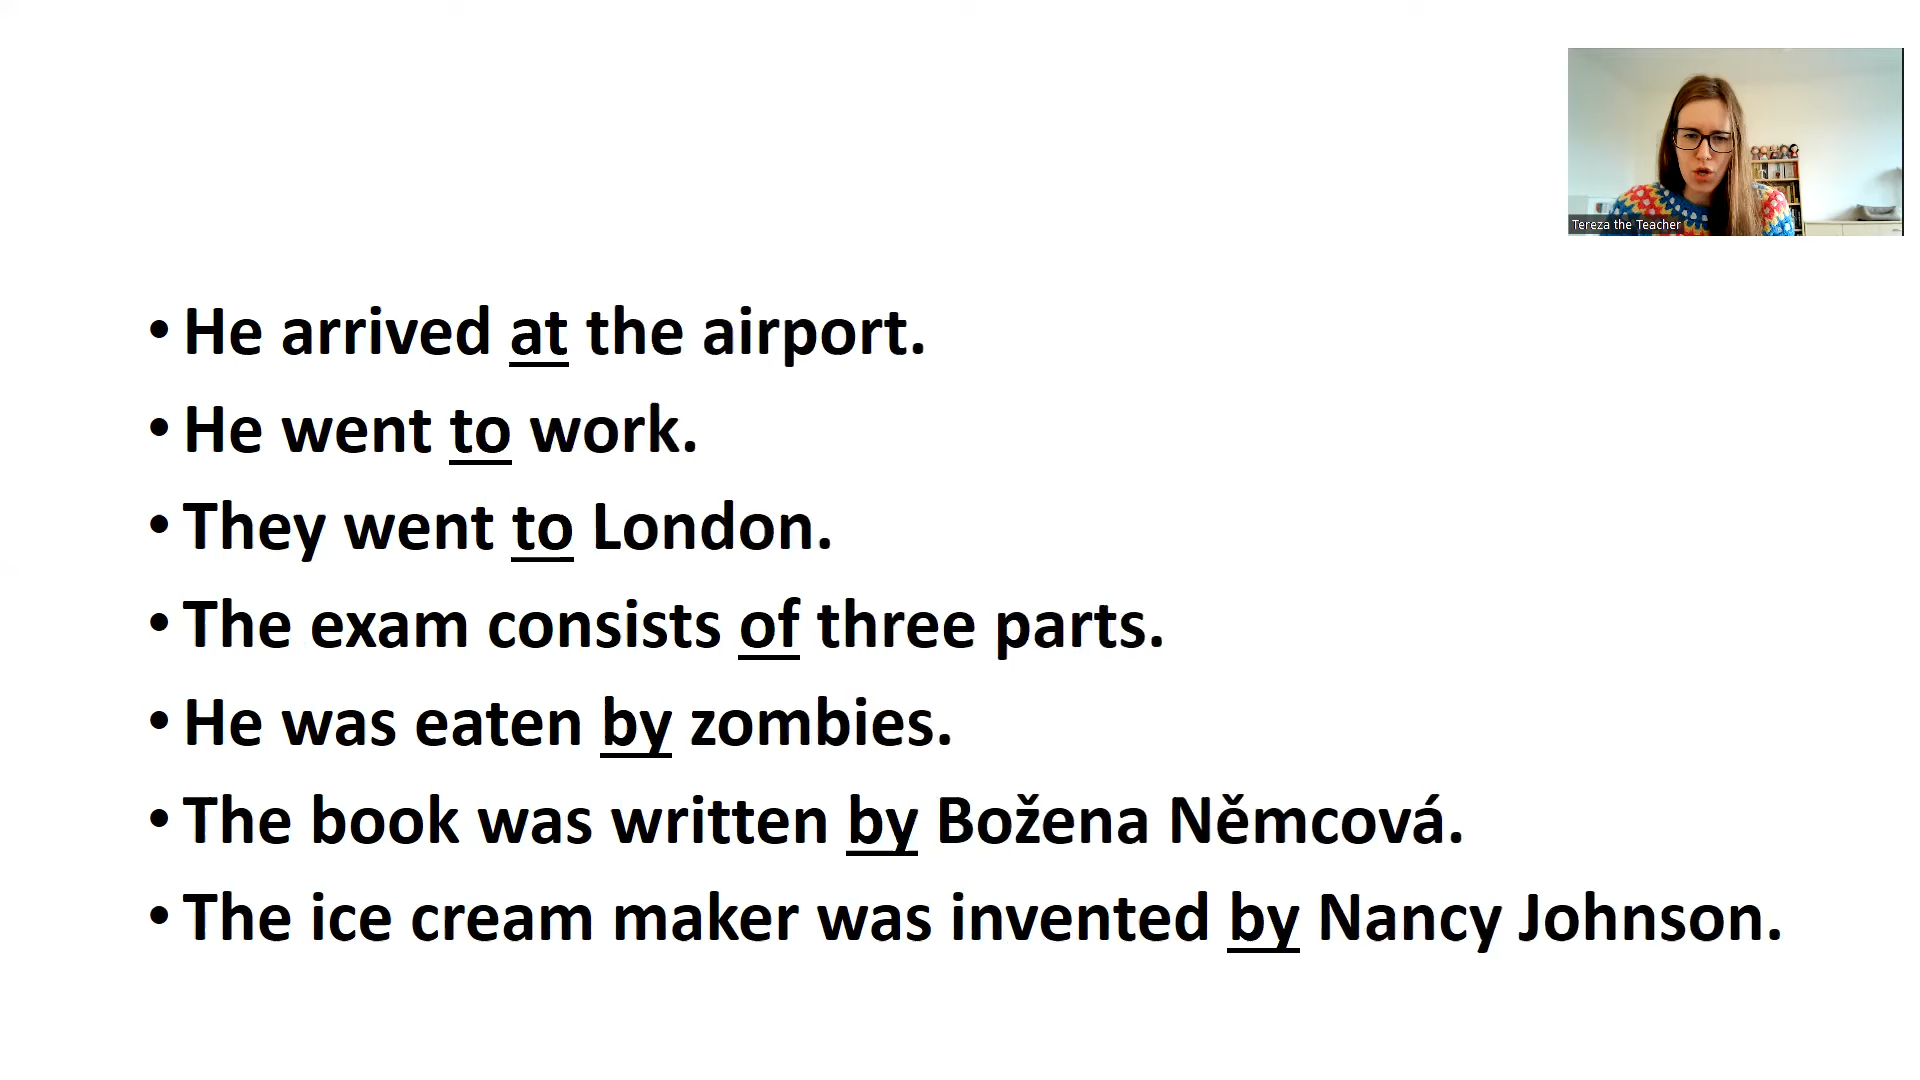 Tereza the Teacher
• He arrived at the airport.
• He went to work.
• They went to London.
• The exam consists of three parts.
• He was eaten by zombies.
• The book was written by Božena Němcová.
• The ice cream maker was invented by Nancy Johnson.